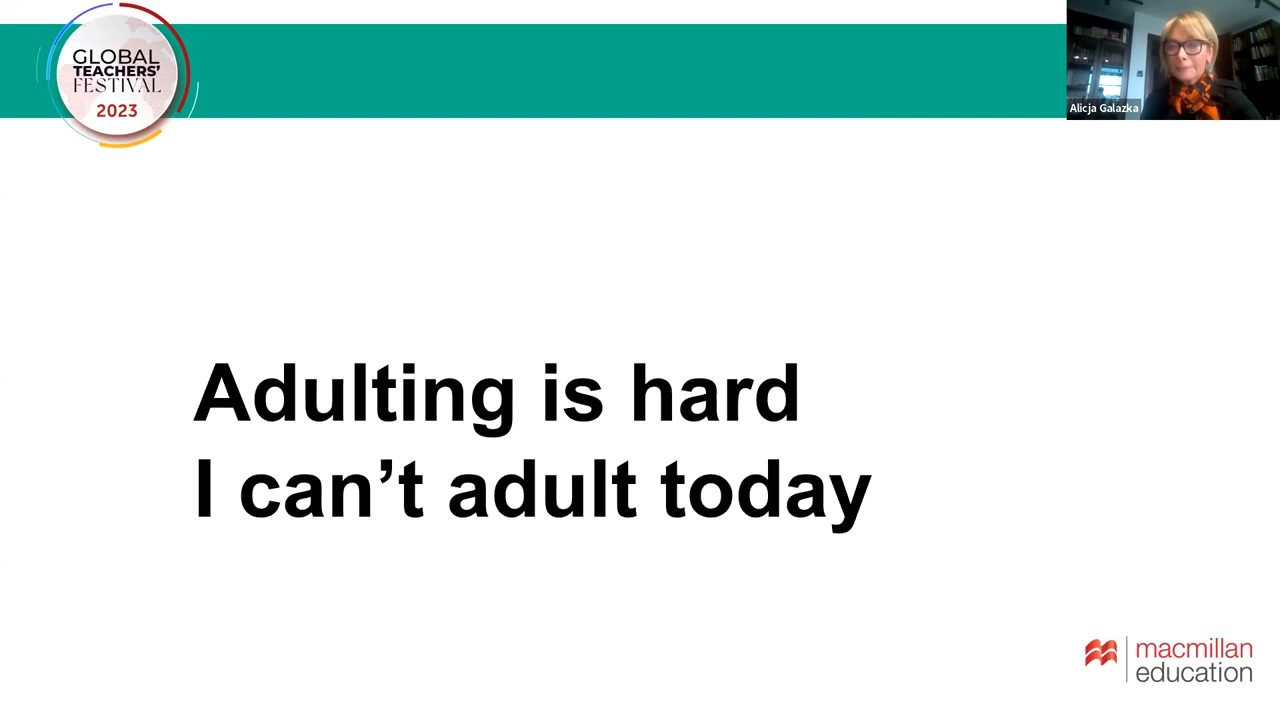 GLOBAL
TEACHERS'
FESTIVAL
2023
Alicja Galazka
Adulting is hard
I can’t adult today
macmillan
education